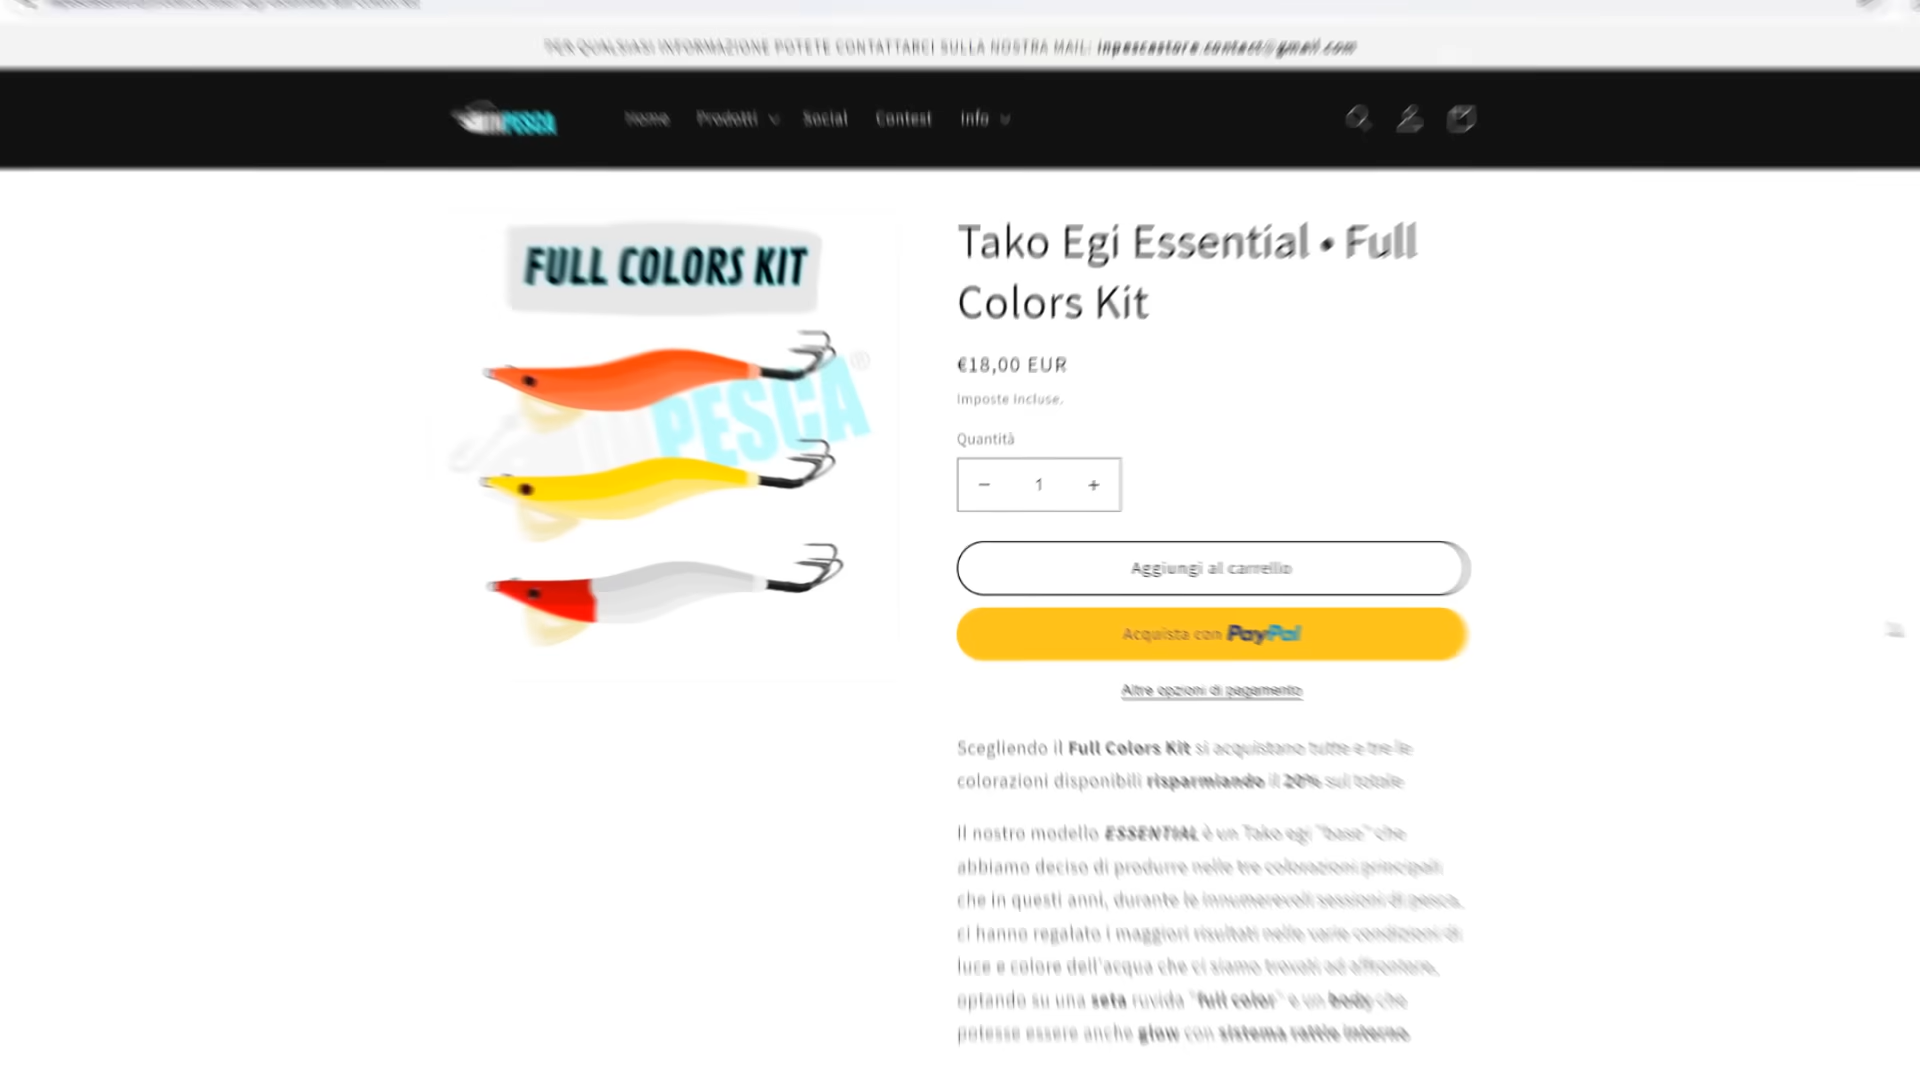 PER QUALSIASI INFORMAZIONE POTETE CONTATTARCI SULLA NOSTRA MAIL: inpescastore.contact@gmail.com
INPESCA
Home Prodotti Social Contest Info
FULL COLORS KIT
INPESCA®
Tako Egi Essential • Full
Colors Kit
€18,00 EUR
Imposte incluse.
Quantità
− 1 +
Aggiungi al carrello
Acquista con PayPal
Altre opzioni di pagamento
Scegliendo il Full Colors Kit si acquistano tutte e tre le
colorazioni disponibili risparmiando il 20% sul totale
Il nostro modello ESSENTIAL è un Tako egi "base" che
abbiamo deciso di produrre nelle tre colorazioni principali
che in questi anni, durante le innumerevoli sessioni di pesca,
ci hanno regalato i maggiori risultati nelle varie condizioni di
luce e colore dell'acqua che ci siamo trovati ad affrontare,
optando su una seta ruvida "full color" e un body che
potesse essere anche glow con sistema rattle interno